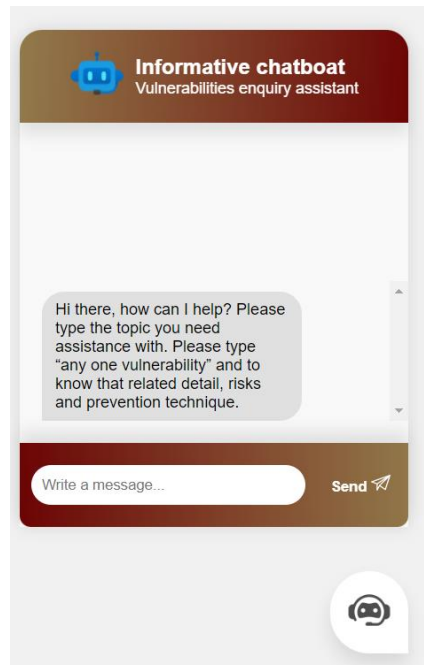 Informative chatboat
Vulnerabilities enquiry assistant
Hi there, how can I help? Please
type the topic you need
assistance with. Please type
“any one vulnerability” and to
know that related detail, risks
and prevention technique.
Write a message...
Send